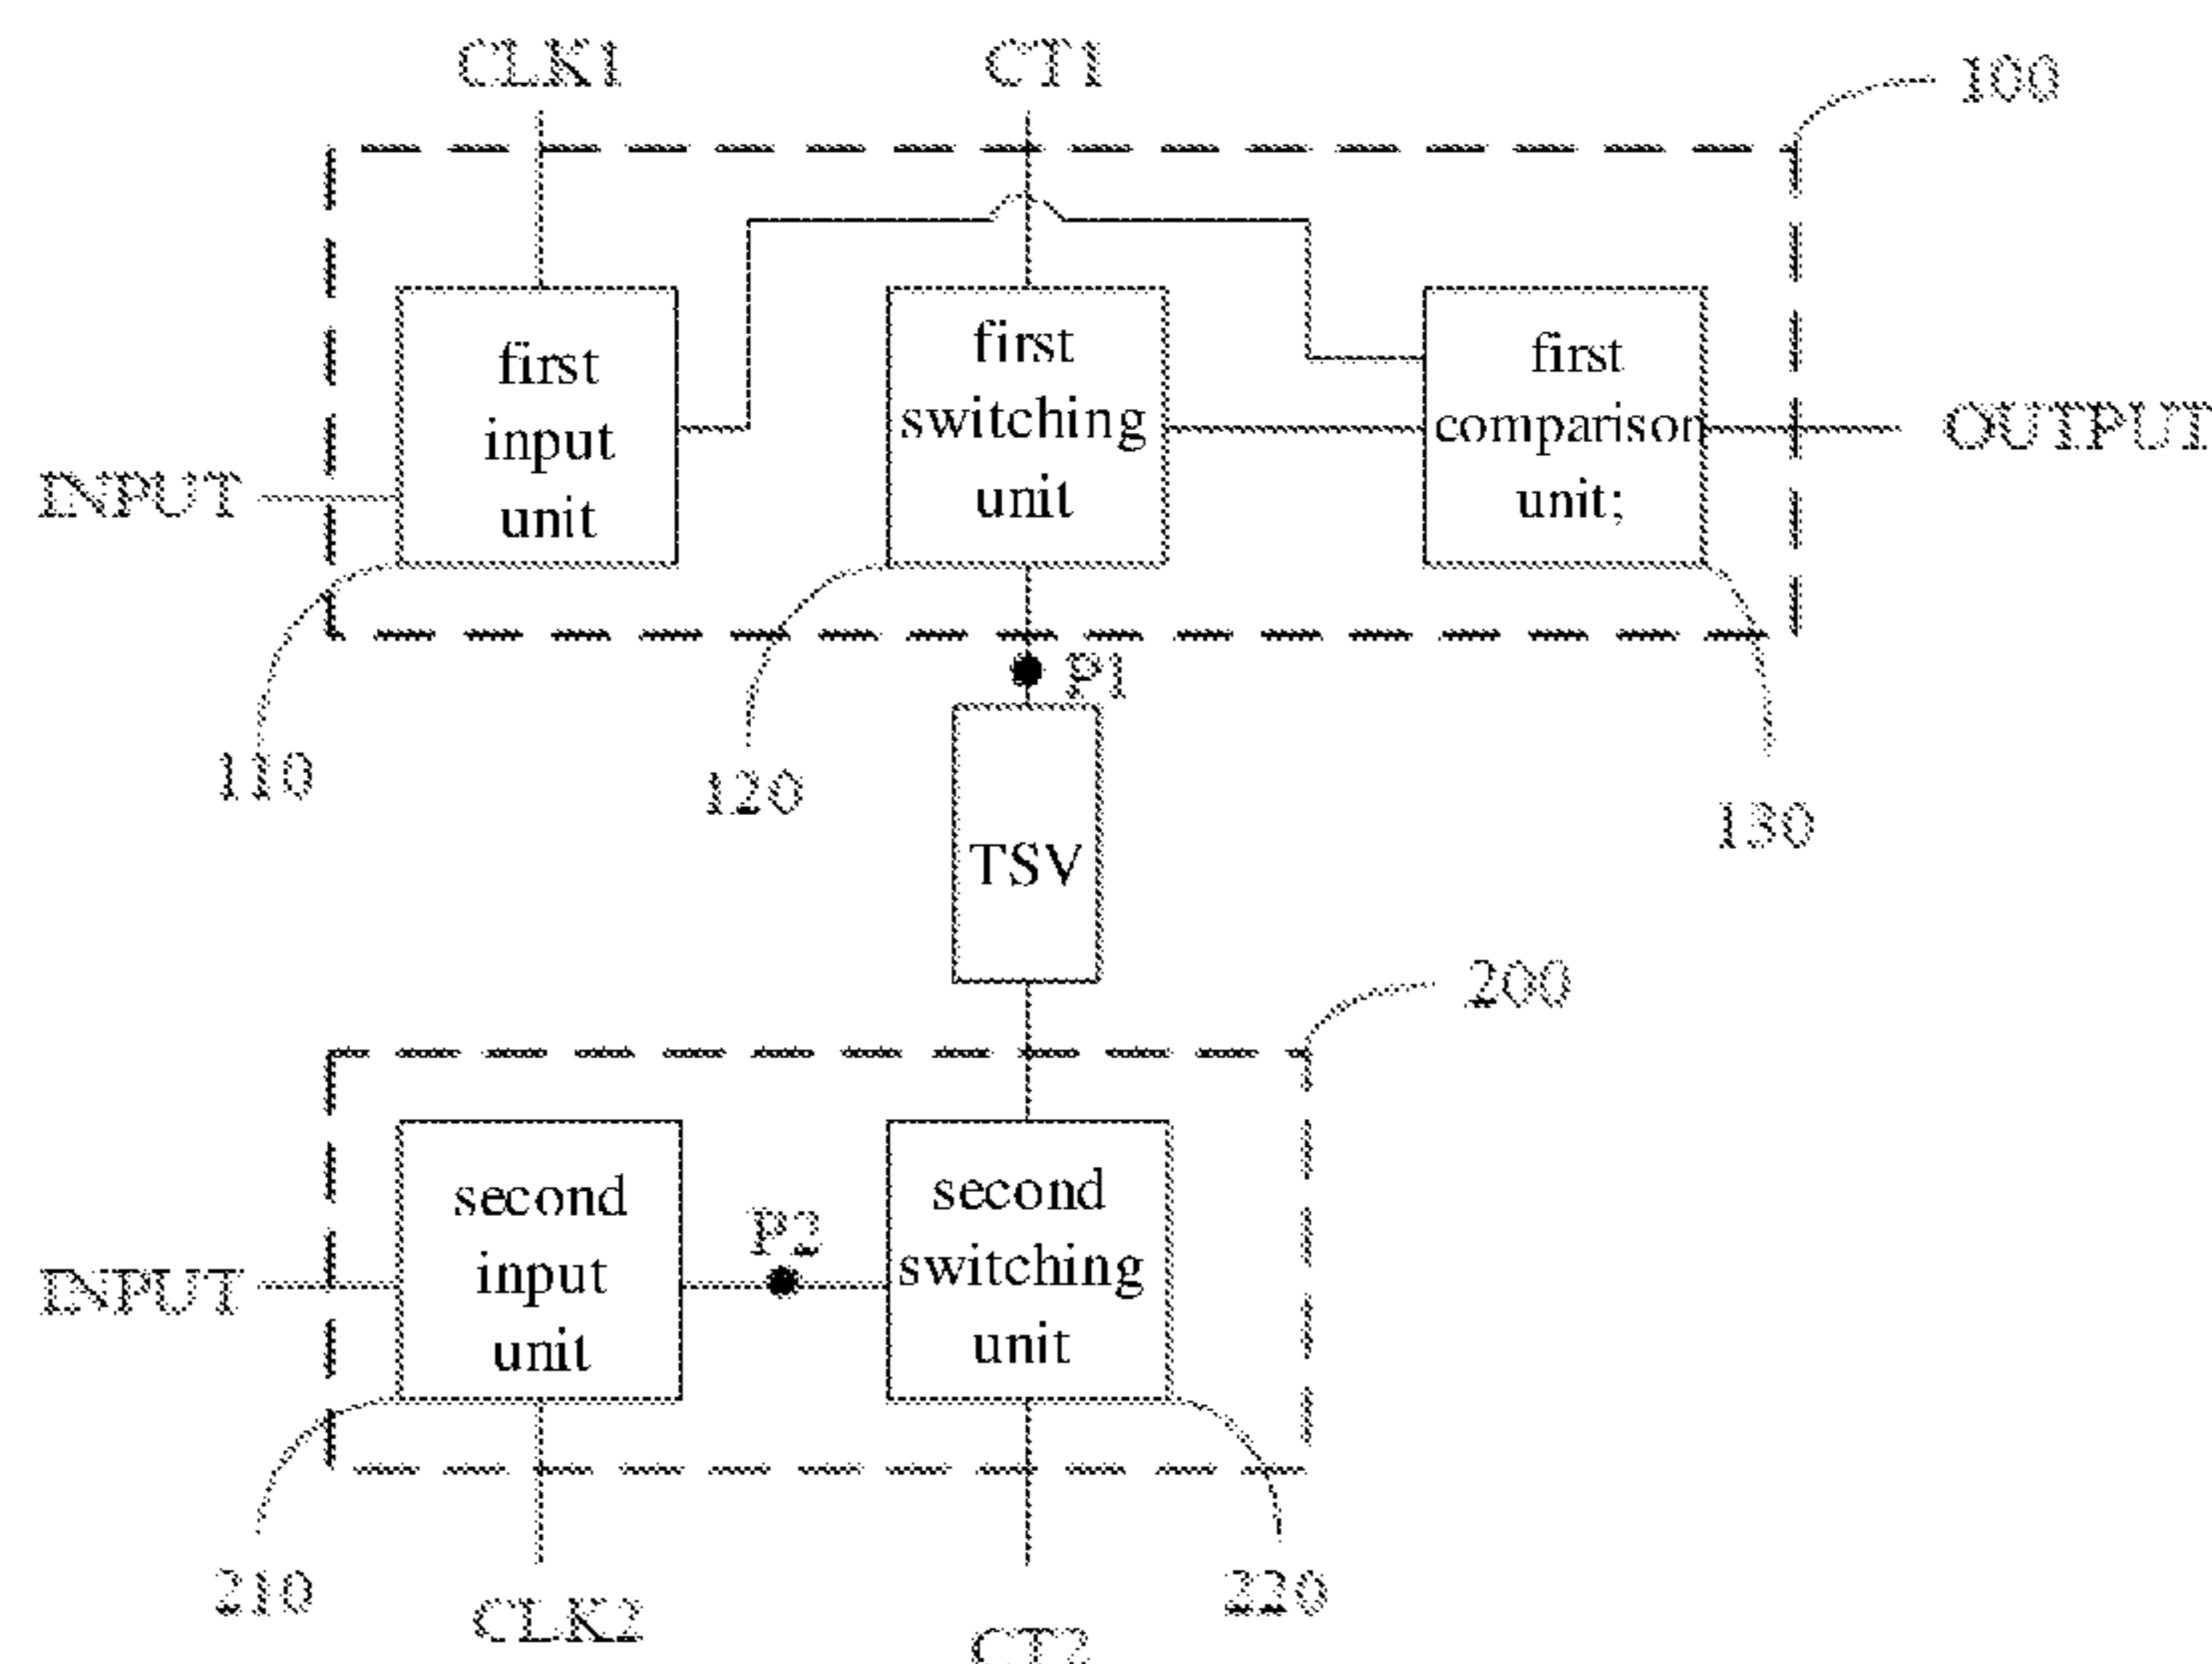 CLK1
CT1
100
first
input
unit
first
switching
unit
first
comparison
unit;
INPUT
OUTPUT
P1
110
120
130
TSV
200
second
input
unit
P2
second
switching
unit
INPUT
210
220
CLK2
CT2